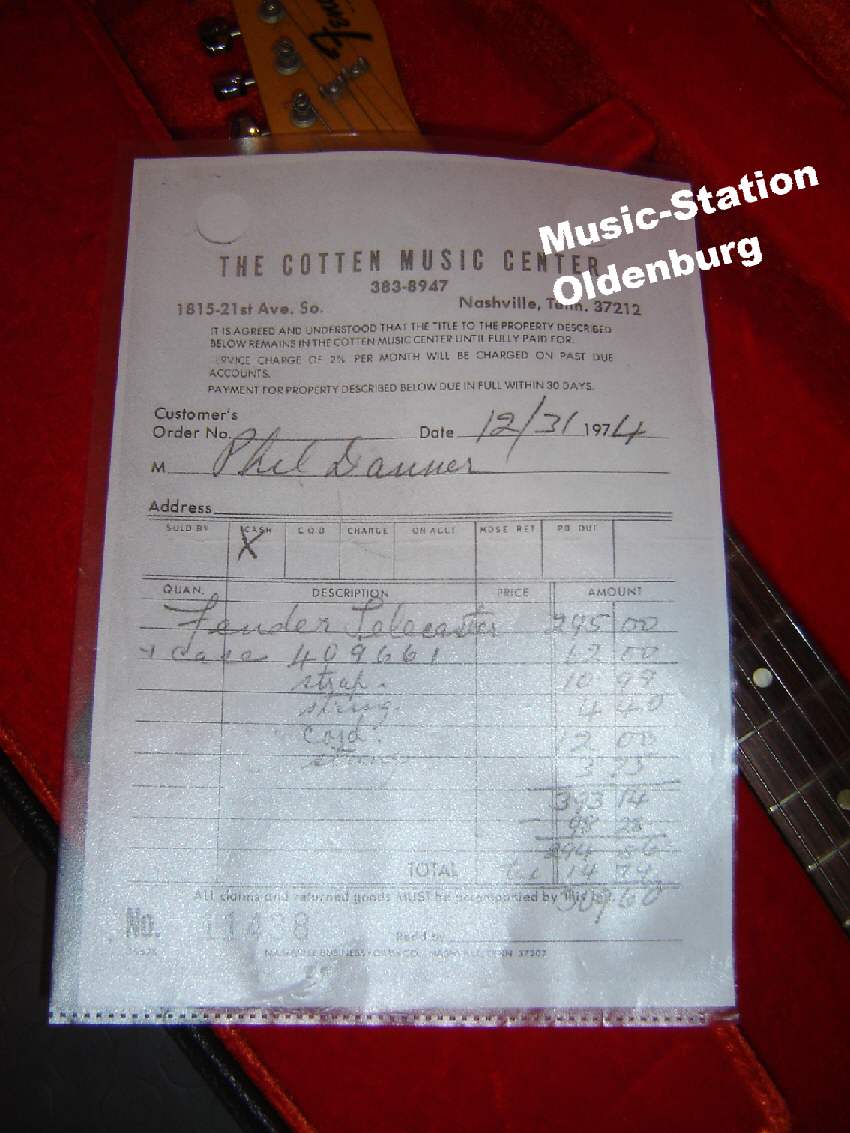 Fender
Music-Station
Oldenburg
THE COTTEN MUSIC CENTER
383-8947
1815-21st Ave. So. Nashville, Tenn. 37212
IT IS AGREED AND UNDERSTOOD THAT THE TITLE TO THE PROPERTY DESCRIBED
BELOW REMAINS IN THE COTTEN MUSIC CENTER UNTIL FULLY PAID FOR.
SERVICE CHARGE OF 2% PER MONTH WILL BE CHARGED ON PAST DUE
ACCOUNTS.
PAYMENT FOR PROPERTY DESCRIBED BELOW DUE IN FULL WITHIN 30 DAYS.
Customer's
Order No. Date 12/31 1974
M Phil Danner
Address
SOLD BY CASH C.O.D. CHARGE ON ACCT. MDSE. RET. PD. OUT
X
QUAN. DESCRIPTION PRICE AMOUNT
Fender Telecaster 295 00
case 409661 00
strap. 10 99
string. 4 40
Cord. 12 00
3 75
393 14
98 28
294 86
TOTAL 14 74
309 60
All claims and returned goods MUST be accompanied by this bill.
No. 11438 Rec'd by